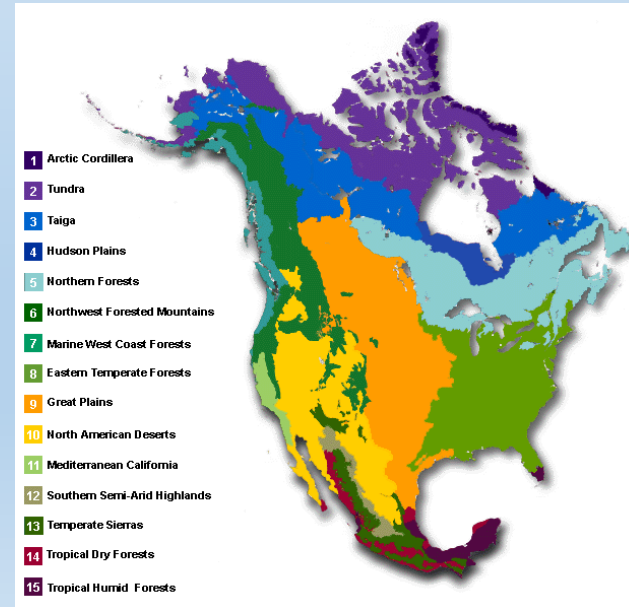 1 Arctic Cordillera
2 Tundra
3 Taiga
4 Hudson Plains
5 Northern Forests
6 Northwest Forested Mountains
7 Marine West Coast Forests
8 Eastern Temperate Forests
9 Great Plains
10 North American Deserts
11 Mediterranean California
12 Southern Semi-Arid Highlands
13 Temperate Sierras
14 Tropical Dry Forests
15 Tropical Humid Forests